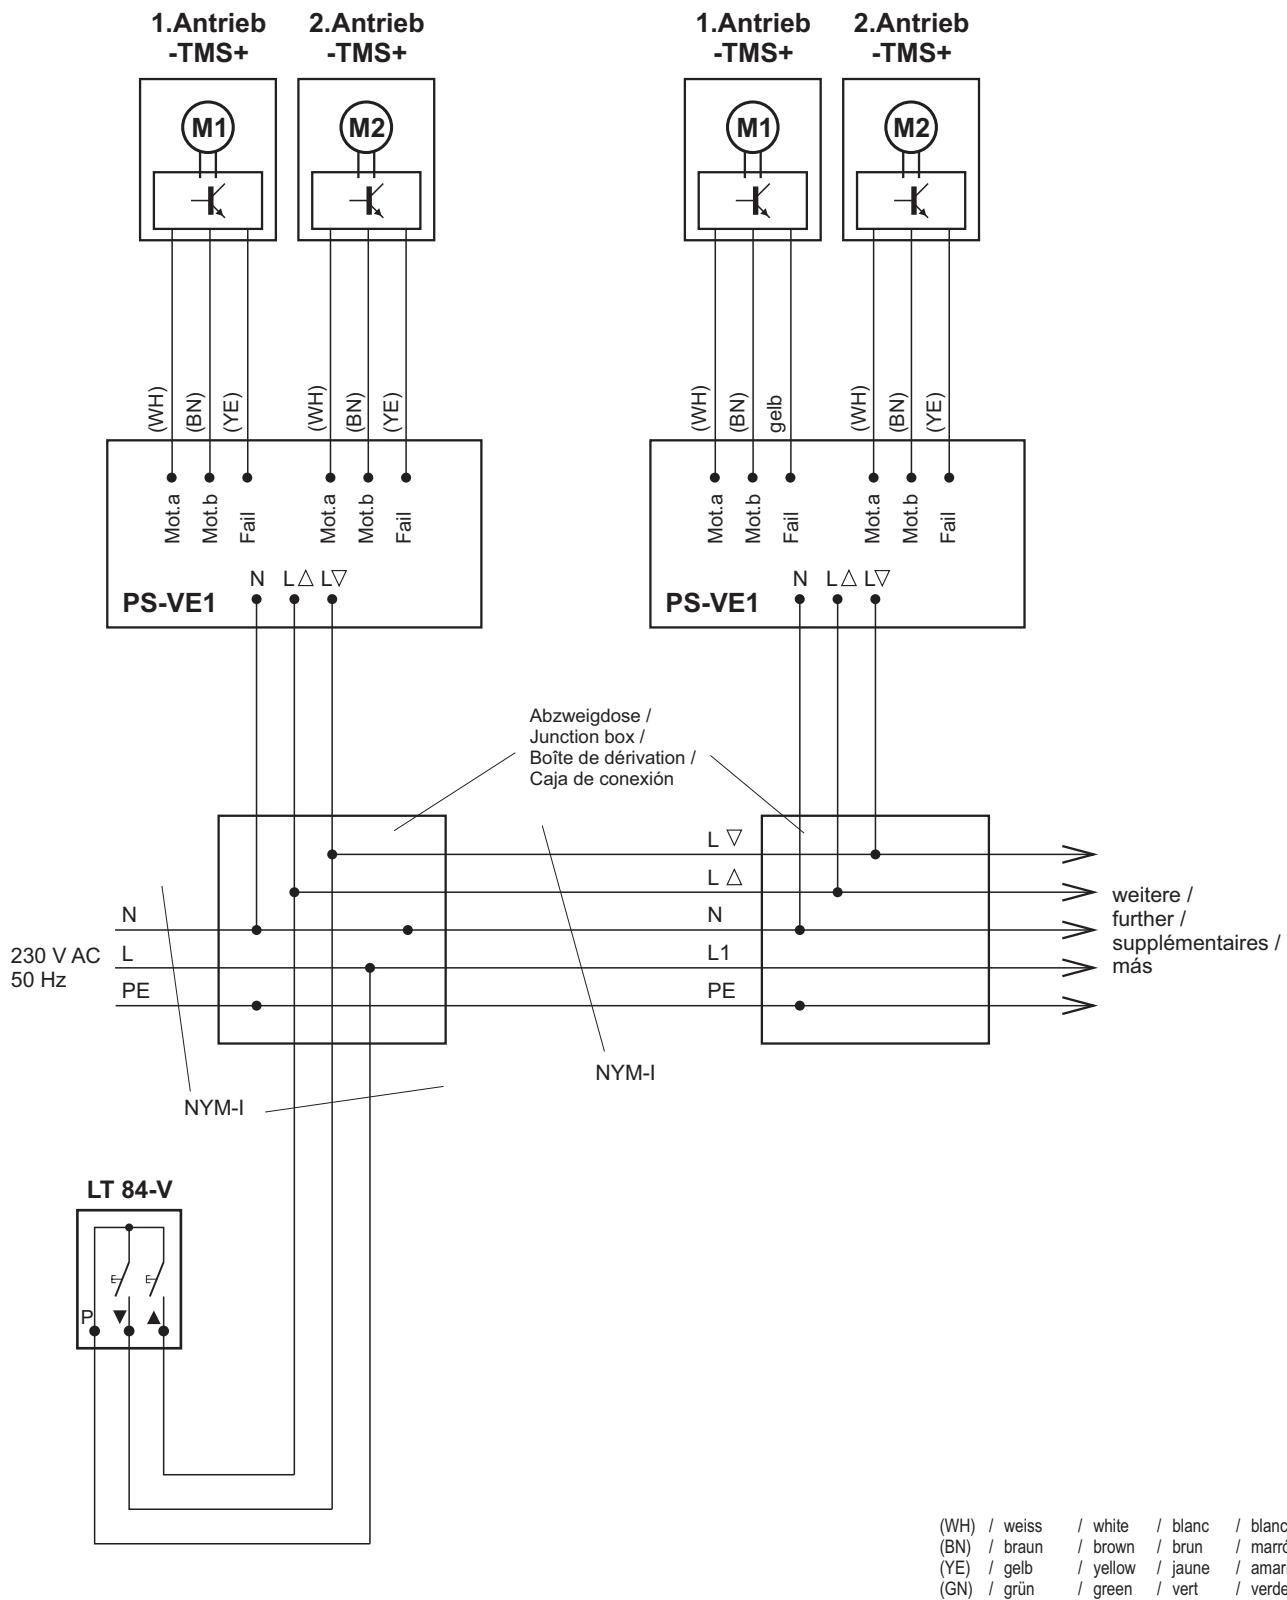 1.Antrieb
-TMS+
2.Antrieb
-TMS+
1.Antrieb
-TMS+
2.Antrieb
-TMS+
M1
M2
M1
M2
(WH)
(BN)
(YE)
(WH)
(BN)
(YE)
(WH)
(BN)
gelb
(WH)
(BN)
(YE)
Mot.a
Mot.b
Fail
Mot.a
Mot.b
Fail
Mot.a
Mot.b
Fail
Mot.a
Mot.b
Fail
N L△ L▽
PS-VE1
N L△ L▽
PS-VE1
Abzweigdose /
Junction box /
Boîte de dérivation /
Caja de conexión
L ▽
L △
N
L1
PE
N
L
PE
230 V AC
50 Hz
weitere /
further /
supplémentaires /
más
NYM-I
NYM-I
LT 84-V
P ▼ ▲
(WH) / weiss / white / blanc / blanc
(BN) / braun / brown / brun / marró
(YE) / gelb / yellow / jaune / amar
(GN) / grün / green / vert / verde